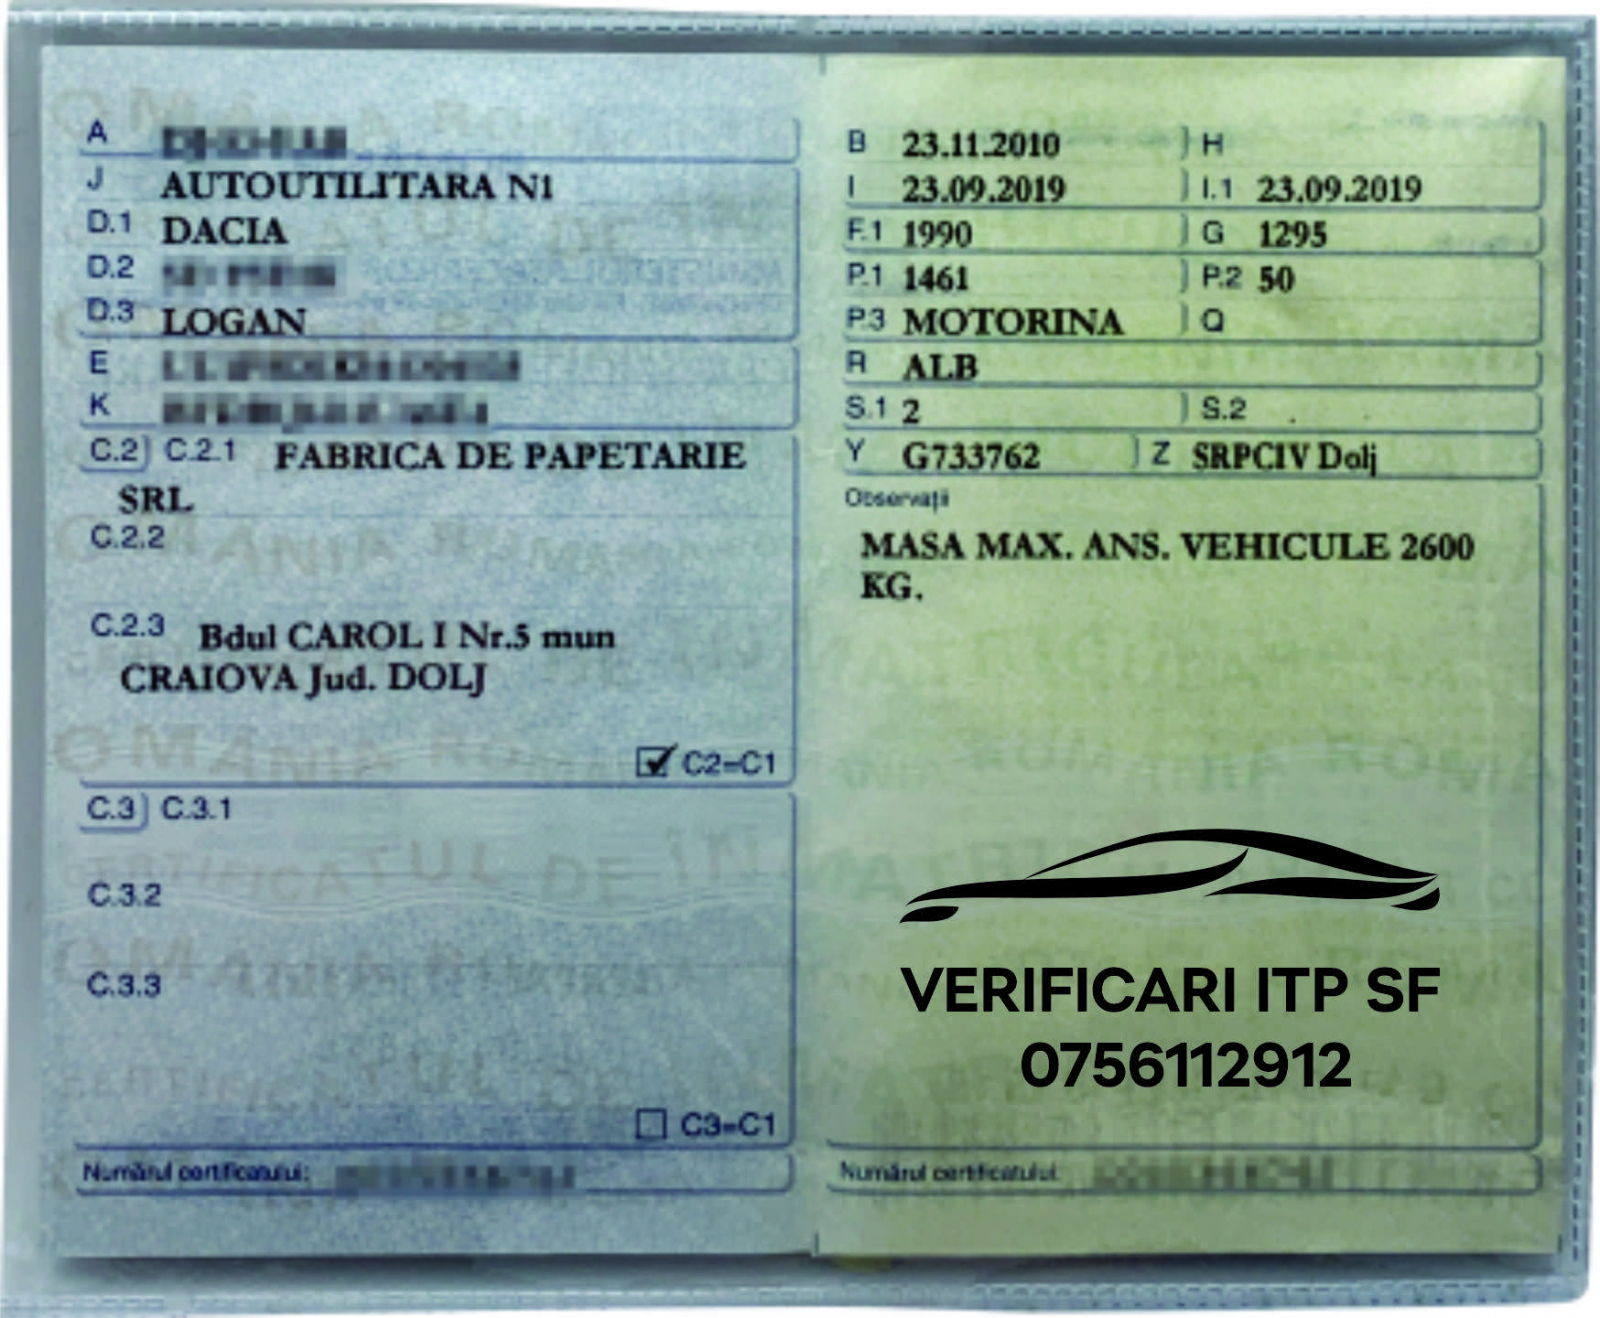 A
J AUTOUTILITARA N1
D.1 DACIA
D.2
D.3 LOGAN
E
K
C.2 C.2.1 FABRICA DE PAPETARIE
SRL
C.2.2
C.2.3 Bdul CAROL I Nr.5 mun
CRAIOVA Jud. DOLJ
C2=C1
C.3 C.3.1
C.3.2
C.3.3
C3=C1
Numărul certificatului:
B 23.11.2010 H
I 23.09.2019 I.1 23.09.2019
F.1 1990 G 1295
P.1 1461 P.2 50
P.3 MOTORINA Q
R ALB
S.1 2 S.2
Y G733762 Z SRPCIV Dolj
Observații
MASA MAX. ANS. VEHICULE 2600
KG.
VERIFICARI ITP SF
0756112912
Numărul certificatului: